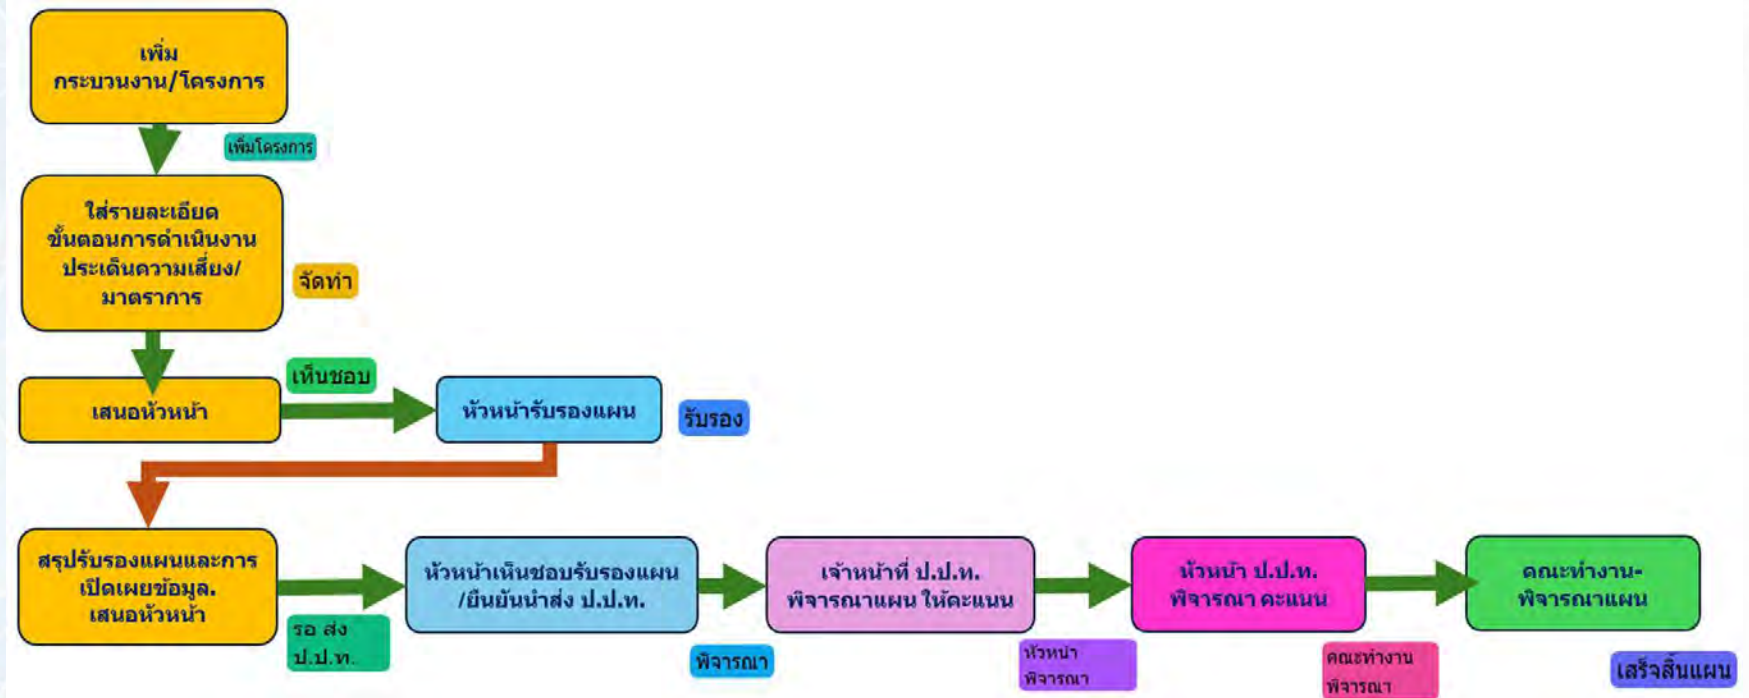 เพิ่ม
กระบวนงาน/โครงการ
เพิ่มโครงการ
ใส่รายละเอียด
ขั้นตอนการดำเนินงาน
ประเด็นความเสี่ยง/
มาตราการ
จัดทำ
เสนอหัวหน้า
เห็นชอบ
หัวหน้ารับรองแผน
รับรอง
สรุปรับรองแผนและการ
เปิดเผยข้อมูล.
เสนอหัวหน้า
รอ ส่ง
ป.ป.ท.
หัวหน้าเห็นชอบรับรองแผน
/ยืนยันนำส่ง ป.ป.ท.
พิจารณา
เจ้าหน้าที่ ป.ป.ท.
พิจารณาแผน ให้คะแนน
หัวหน้า
พิจารณา
หัวหน้า ป.ป.ท.
พิจารณา คะแนน
คณะทำงาน
พิจารณา
คณะทำงาน-
พิจารณาแผน
เสร็จสิ้นแผน